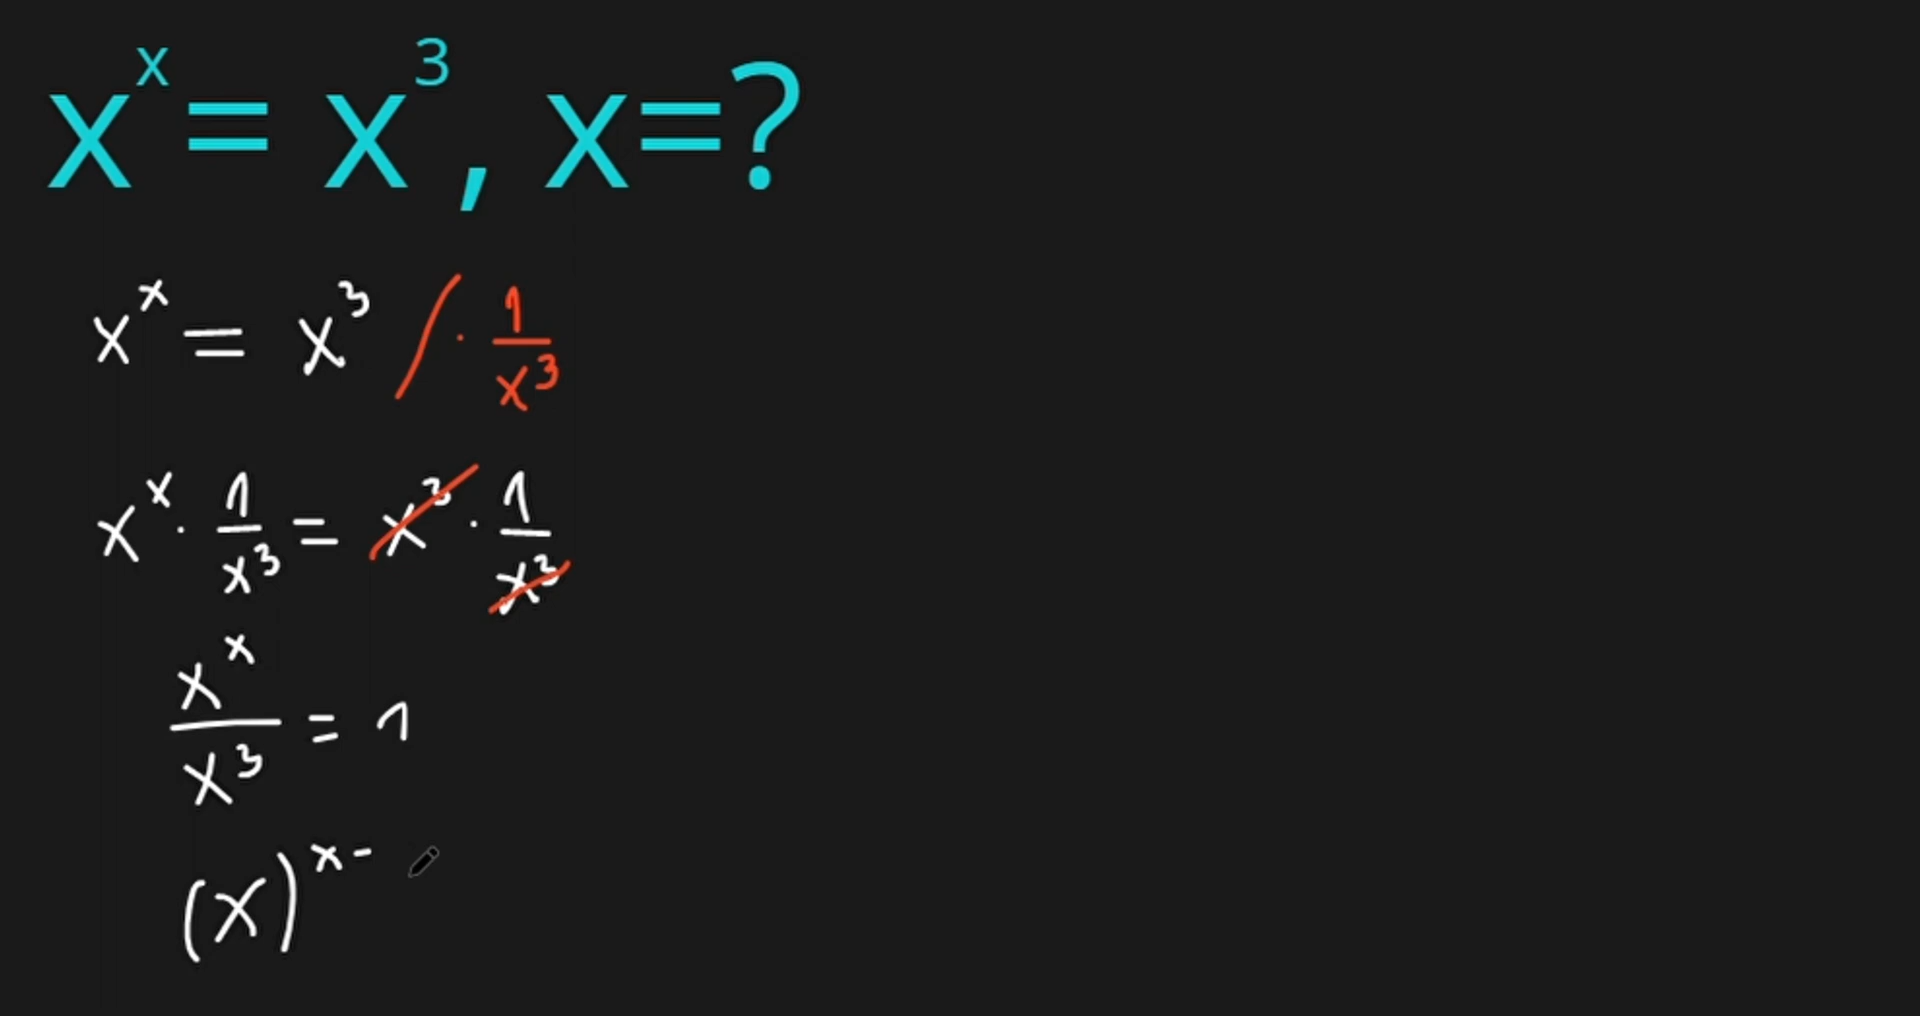 x^x = x^3, x=?
x^x = x^3 / · 1/x^3
x^x · 1/x^3 = x^3 · 1/x^3
x^x/x^3 = 1
(x)^x-